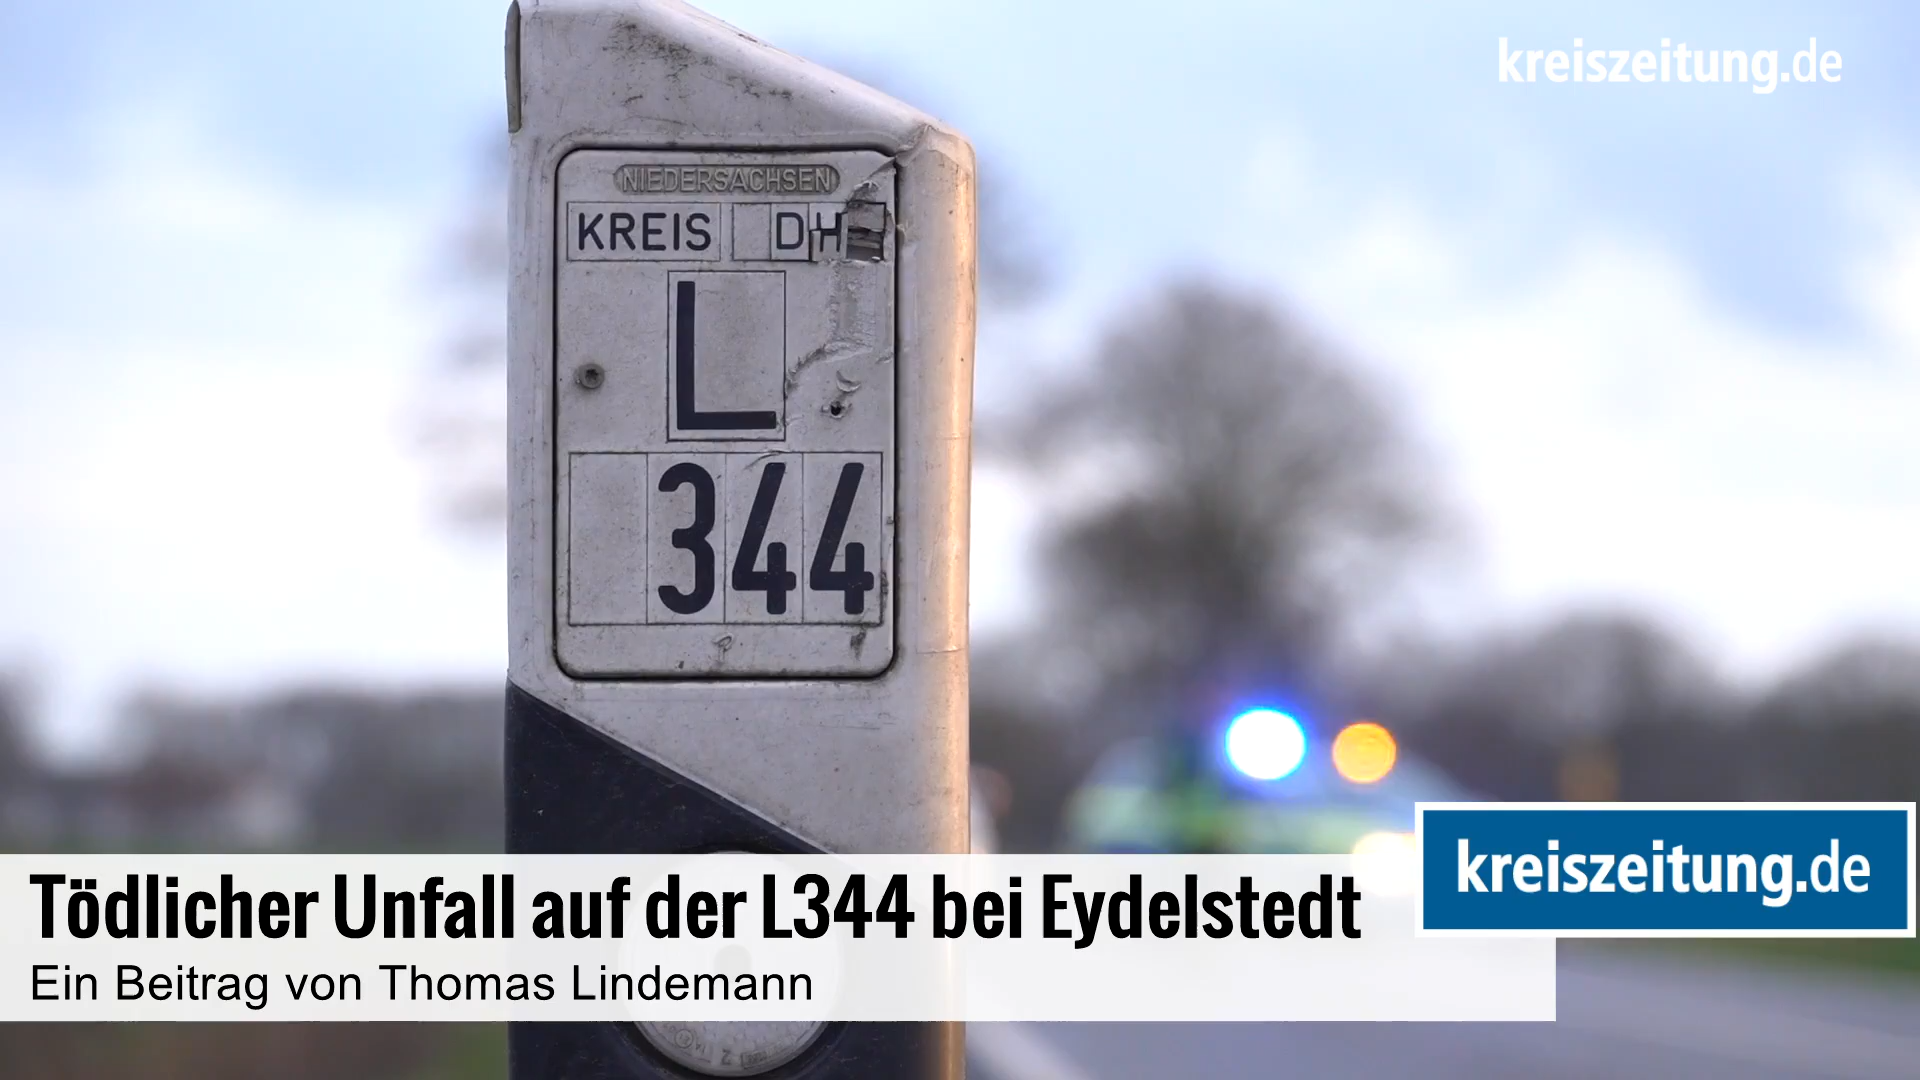 kreiszeitung.de
NIEDERSACHSEN
KREIS DH
L
344
kreiszeitung.de
Tödlicher Unfall auf der L344 bei Eydelstedt
Ein Beitrag von Thomas Lindemann